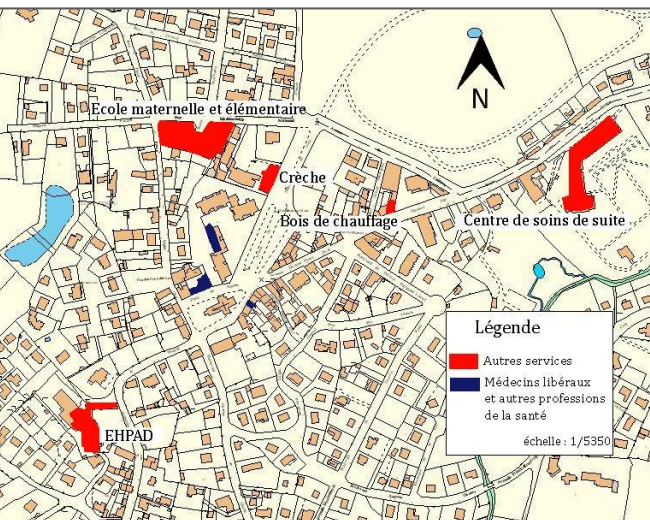 N
Ecole maternelle et élémentaire
Crèche
Bois de chauffage
Centre de soins de suite
EHPAD
Légende
Autres services
Médecins libéraux
et autres professions
de la santé
échelle : 1/5350